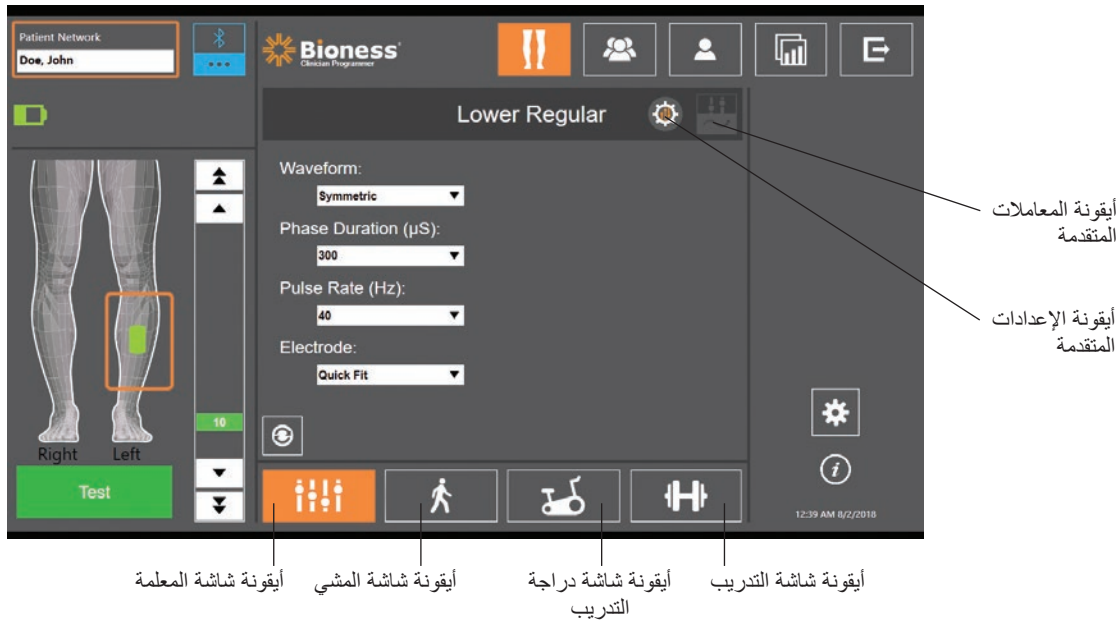 Patient Network
Doe, John
Bioness
Clinician Programmer
Lower Regular
Waveform:
Symmetric
Phase Duration (µS):
300
Pulse Rate (Hz):
40
Electrode:
Quick Fit
10
Right Left
Test
12:39 AM 8/2/2018
أيقونة المعاملات
المتقدمة
أيقونة الإعدادات
المتقدمة
أيقونة شاشة المعلمة
أيقونة شاشة المشي
أيقونة شاشة دراجة
التدريب
أيقونة شاشة التدريب